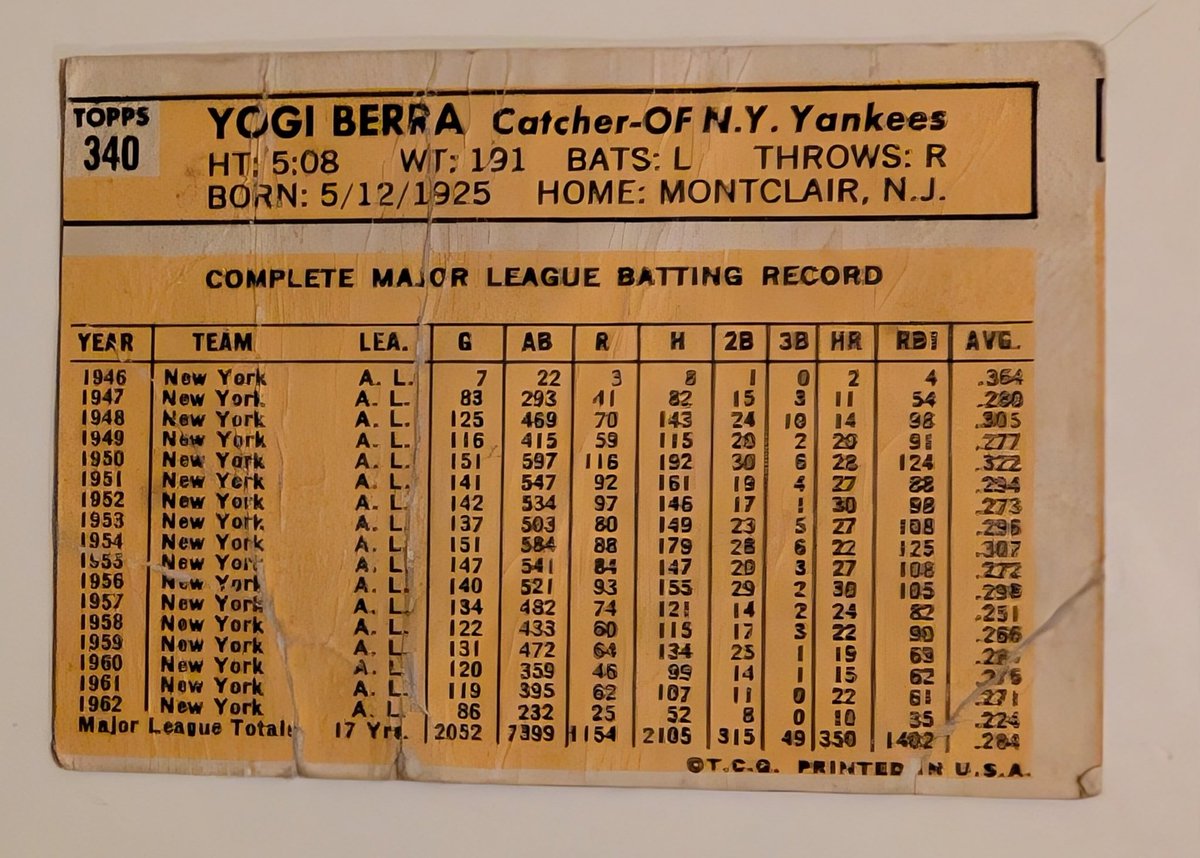 TOPPS
340
YOGI BERRA Catcher-OF N.Y. Yankees
HT: 5:08 WT: 191 BATS: L THROWS: R
BORN: 5/12/1925 HOME: MONTCLAIR, N.J.
COMPLETE MAJOR LEAGUE BATTING RECORD
YEAR TEAM LEA. G AB R H 2B 3B HR RBI AVG.
1946 New York A. L. 7 22 3 8 1 0 2 4 .364
1947 New York A. L. 83 293 41 82 15 3 11 54 .280
1948 New York A. L. 125 469 70 143 24 10 14 98 .305
1949 New York A. L. 116 415 59 115 20 2 20 91 .277
1950 New York A. L. 151 597 116 192 30 6 28 124 .322
1951 New York A. L. 141 547 92 161 19 4 27 88 .294
1952 New York A. L. 142 534 97 146 17 1 30 98 .273
1953 New York A. L. 137 503 80 149 23 5 27 108 .296
1954 New York A. L. 151 584 88 179 28 6 22 125 .307
1955 New York A. L. 147 541 84 147 20 3 27 108 .272
1956 New York A. L. 140 521 93 155 29 2 30 105 .298
1957 New York A. L. 134 482 74 121 14 2 24 82 .251
1958 New York A. L. 122 433 60 115 17 3 22 90 .266
1959 New York A. L. 131 472 64 134 25 1 19 69
1960 New York A. L. 120 359 46 99 14 1 15 62 .276
1961 New York A. L. 119 395 62 107 11 0 22 61 .271
1962 New York A. L. 86 232 25 52 8 0 10 35 .224
Major League Totals 17 Yrs. 2052 7399 1154 2105 315 49 350 1402 .284
©T.C.G. PRINTED IN U.S.A.